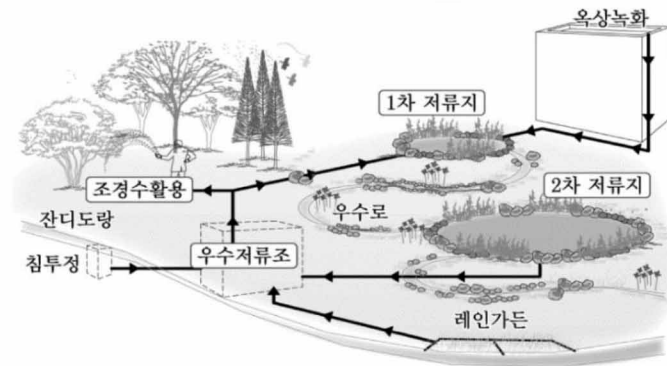 옥상녹화
1차 저류지
조경수활용
2차 저류지
잔디도랑
우수로
침투정
우수저류조
레인가든